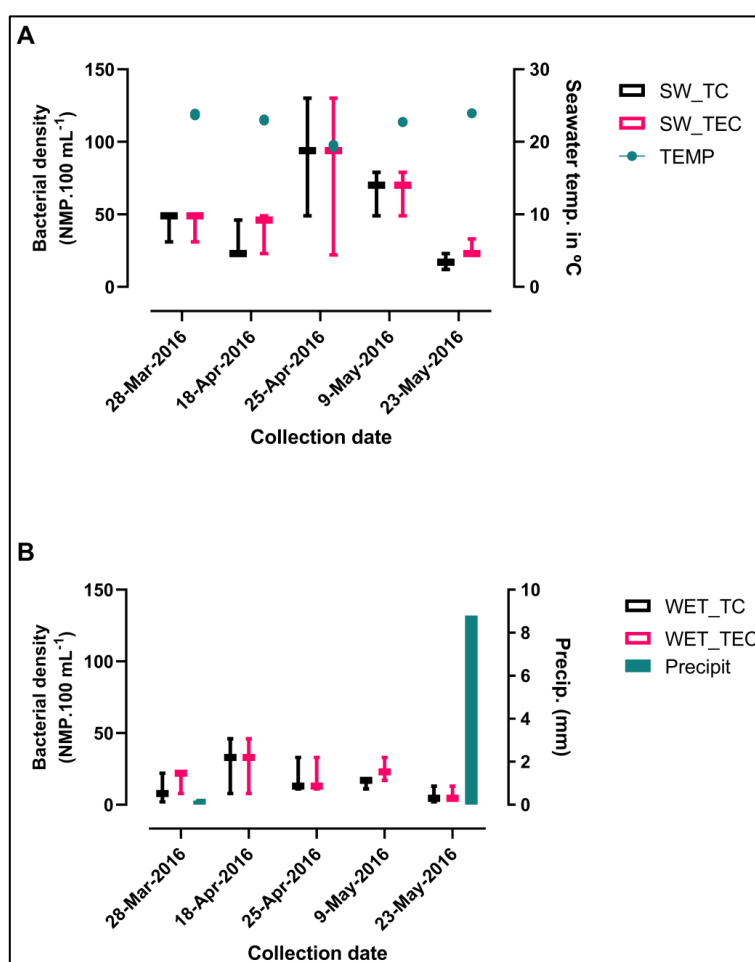 A
150
100
50
0
Bacterial density
(NMP.100 mL-1)
30
20
10
0
Seawater temp. in ºC
SW_TC
SW_TEC
TEMP
28-Mar-2016
18-Apr-2016
25-Apr-2016
9-May-2016
23-May-2016
Collection date
B
150
100
50
0
Bacterial density
(NMP.100 mL-1)
10
8
6
4
2
0
Precip. (mm)
WET_TC
WET_TEC
Precipit
28-Mar-2016
18-Apr-2016
25-Apr-2016
9-May-2016
23-May-2016
Collection date